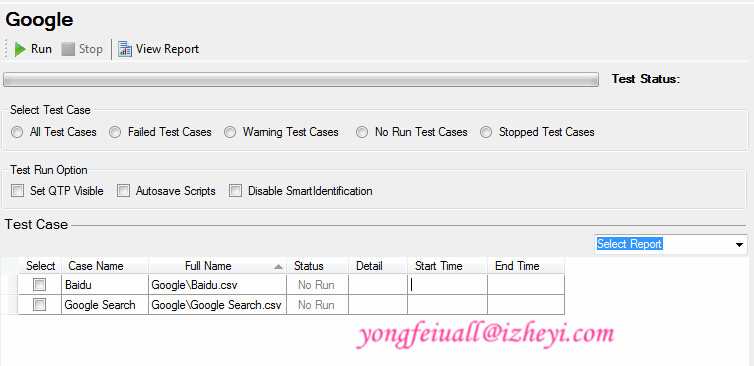 Google
Run Stop View Report
Test Status:
Select Test Case
All Test Cases Failed Test Cases Warning Test Cases No Run Test Cases Stopped Test Cases
Test Run Option
Set QTP Visible Autosave Scripts Disable SmartIdentification
Test Case
Select Report
Select Case Name Full Name Status Detail Start Time End Time
Baidu Google\Baidu.csv No Run
Google Search Google\Google Search.csv No Run
yongfeiuall@izheyi.com